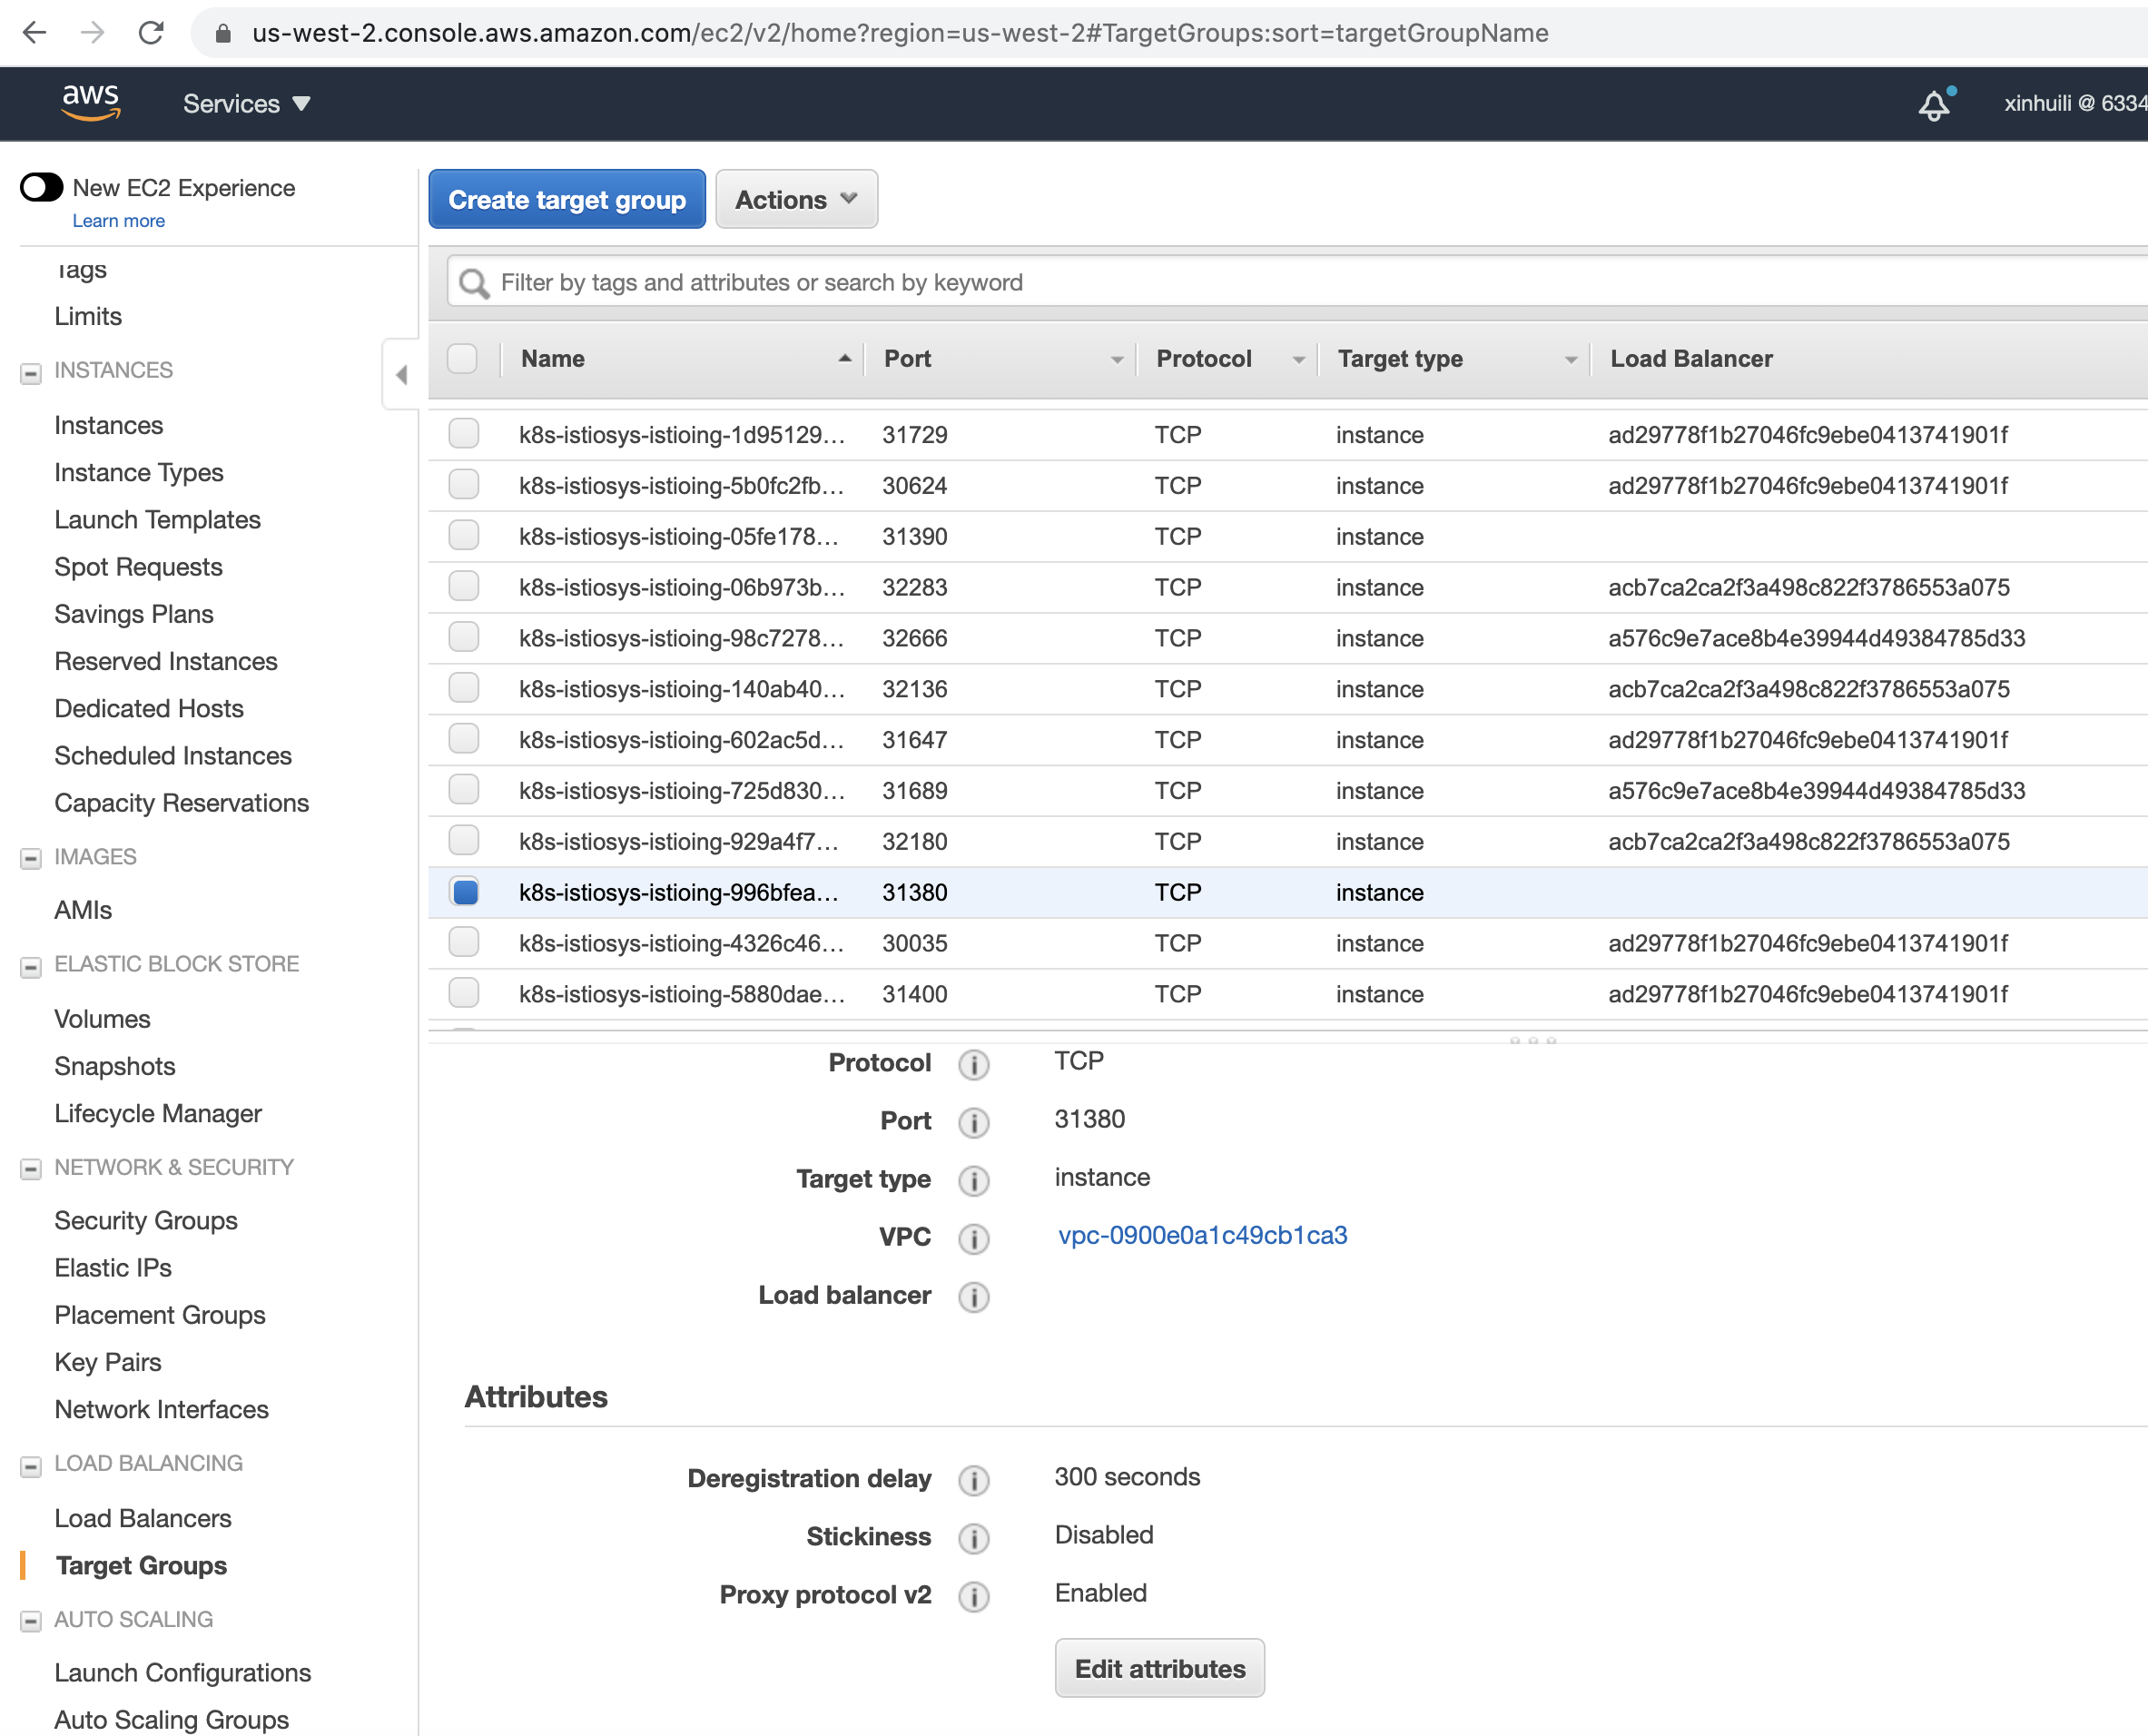 us-west-2.console.aws.amazon.com/ec2/v2/home?region=us-west-2#TargetGroups:sort=targetGroupName
aws
Services
xinhuili @ 6334
New EC2 Experience
Learn more
Tags
Limits
INSTANCES
Instances
Instance Types
Launch Templates
Spot Requests
Savings Plans
Reserved Instances
Dedicated Hosts
Scheduled Instances
Capacity Reservations
IMAGES
AMIs
ELASTIC BLOCK STORE
Volumes
Snapshots
Lifecycle Manager
NETWORK & SECURITY
Security Groups
Elastic IPs
Placement Groups
Key Pairs
Network Interfaces
LOAD BALANCING
Load Balancers
Target Groups
AUTO SCALING
Launch Configurations
Auto Scaling Groups
Create target group Actions
Filter by tags and attributes or search by keyword
Name Port Protocol Target type Load Balancer
k8s-istiosys-istioing-1d95129... 31729 TCP instance ad29778f1b27046fc9ebe0413741901f
k8s-istiosys-istioing-5b0fc2fb... 30624 TCP instance ad29778f1b27046fc9ebe0413741901f
k8s-istiosys-istioing-05fe178... 31390 TCP instance
k8s-istiosys-istioing-06b973b... 32283 TCP instance acb7ca2ca2f3a498c822f3786553a075
k8s-istiosys-istioing-98c7278... 32666 TCP instance a576c9e7ace8b4e39944d49384785d33
k8s-istiosys-istioing-140ab40... 32136 TCP instance acb7ca2ca2f3a498c822f3786553a075
k8s-istiosys-istioing-602ac5d... 31647 TCP instance ad29778f1b27046fc9ebe0413741901f
k8s-istiosys-istioing-725d830... 31689 TCP instance a576c9e7ace8b4e39944d49384785d33
k8s-istiosys-istioing-929a4f7... 32180 TCP instance acb7ca2ca2f3a498c822f3786553a075
k8s-istiosys-istioing-996bfea... 31380 TCP instance
k8s-istiosys-istioing-4326c46... 30035 TCP instance ad29778f1b27046fc9ebe0413741901f
k8s-istiosys-istioing-5880dae... 31400 TCP instance ad29778f1b27046fc9ebe0413741901f
Protocol TCP
Port 31380
Target type instance
VPC vpc-0900e0a1c49cb1ca3
Load balancer
Attributes
Deregistration delay 300 seconds
Stickiness Disabled
Proxy protocol v2 Enabled
Edit attributes